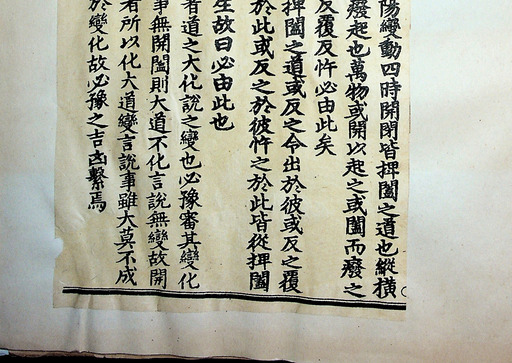 陽變動四時開閉皆捭闔之道也縱橫
廢起也萬物或開以起之或闔而廢之
反覆反忤必由此矣
捭闔之道或反之令出於彼或反之覆
於此或反之於彼忤之於此皆從捭闔
生故曰必由此也
者道之大化說之變也必豫審其變化
事無開闔則大道不化言說無變故開
者所以化大道變言說事雖大莫不成
於變化故必豫之吉凶繫焉